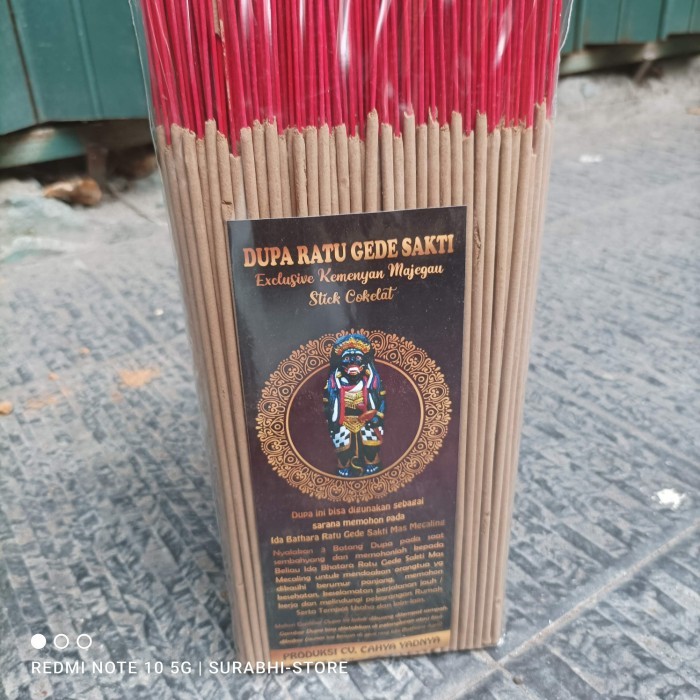 DUPA RATU GEDE SAKTI
Exclusive Kemenyan Majegau
Stick Cokelat
Dupa ini bisa digunakan sebagai
sarana memohon pada
Ida Bathara Ratu Gede Sakti Mas Mecaling
Nyalakan 3 Batang Dupa pada saat
sembahyang dan memohonlah kepada
Beliau Ida Bhatara Ratu Gede Sakti Mas
Mecaling untuk mendoakan orangtua yg
dikasihi berumur panjang, memohon
kesehatan, keselamatan perjalanan jauh /
kerja dan melindungi pekarangan Rumah
Serta Tempat Usaha dan lain-lain.
PRODUKSI CV. CAHYA YADNYA
REDMI NOTE 10 5G | SURABHI-STORE